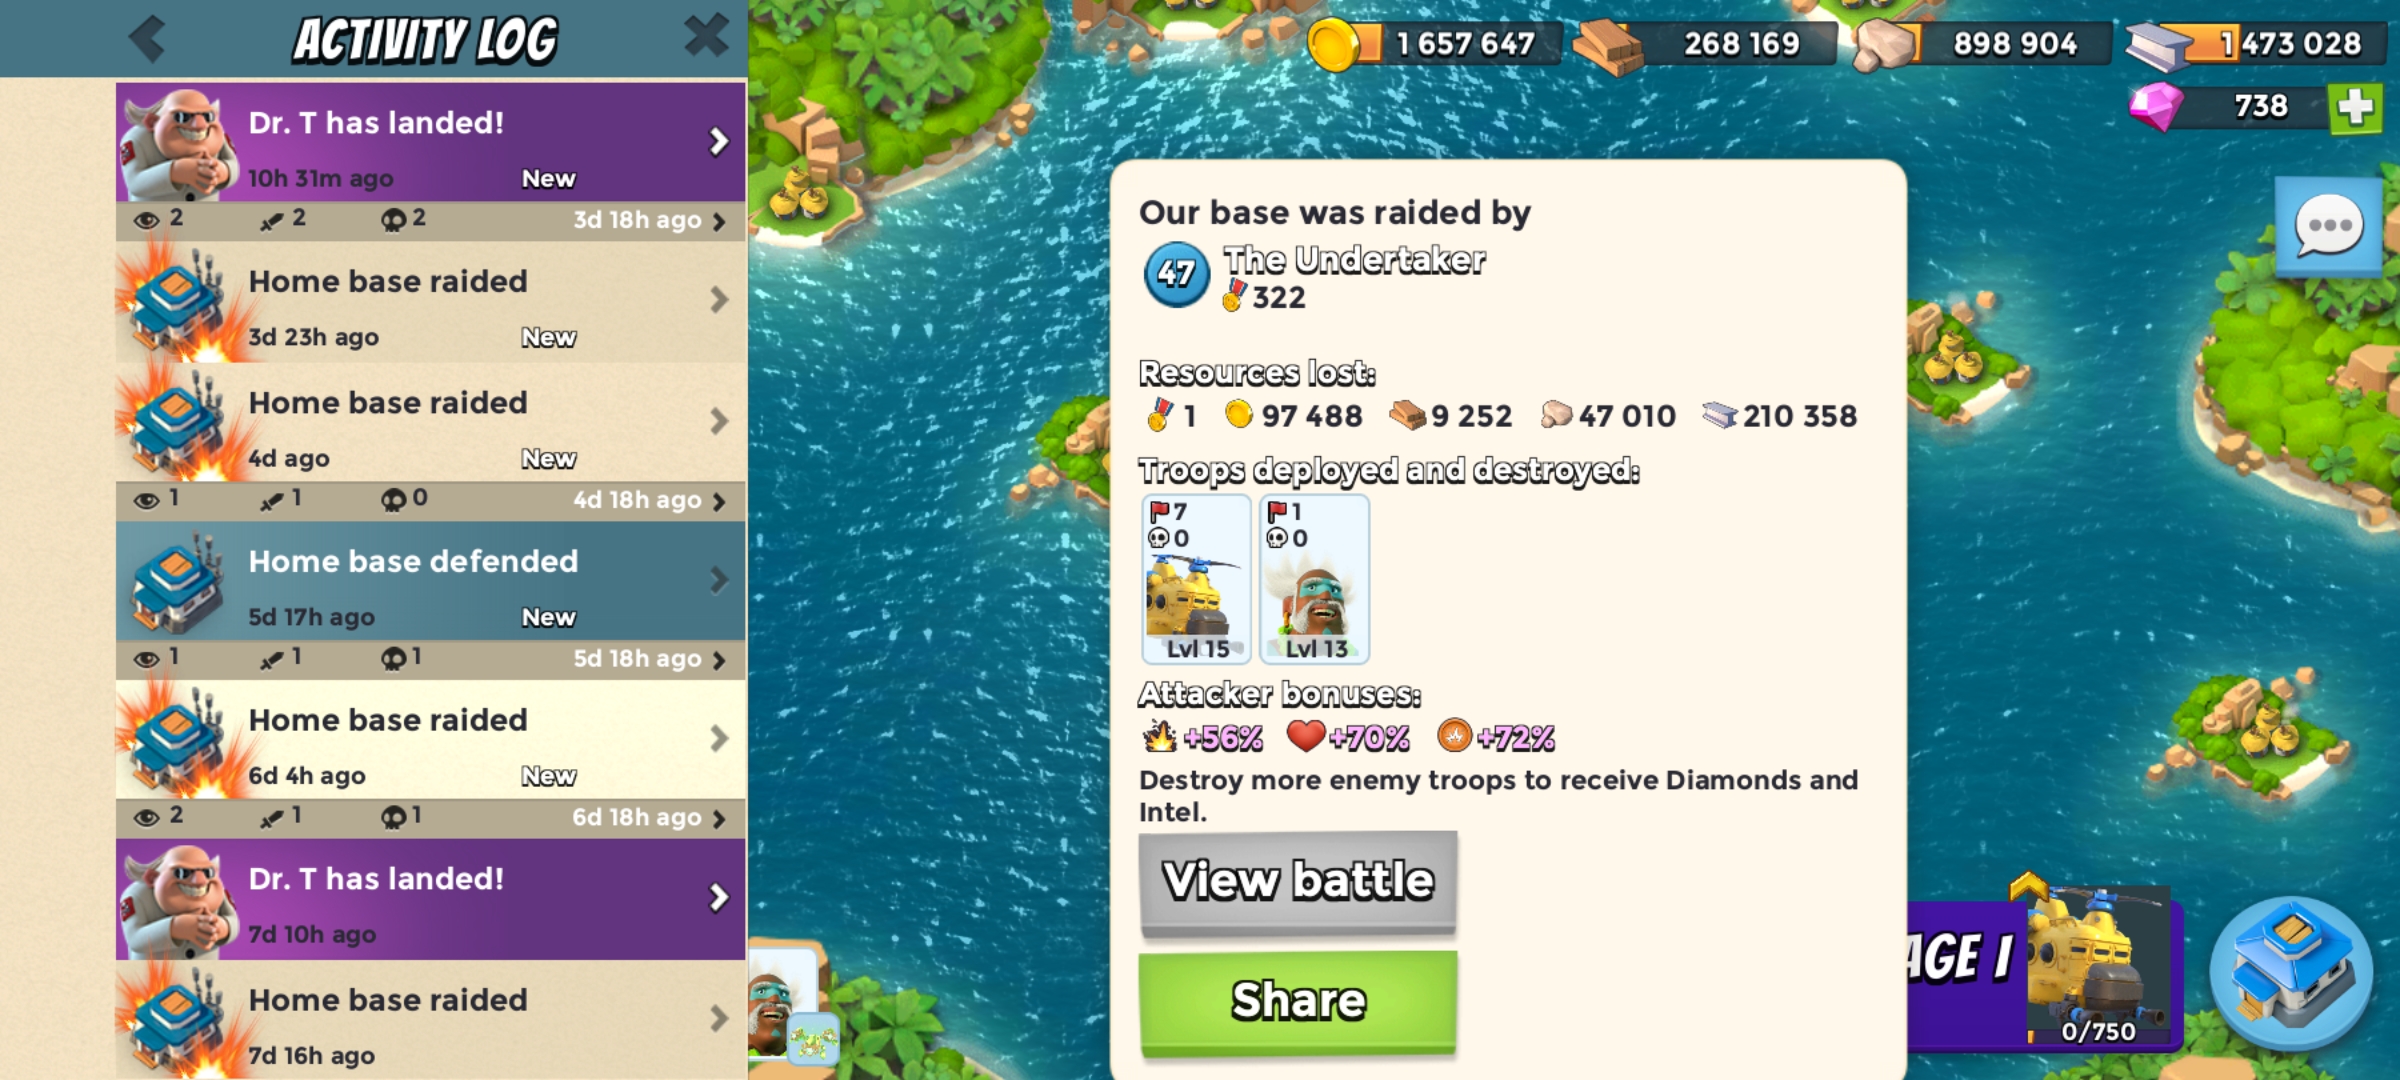 ACTIVITY LOG
Dr. T has landed!
10h 31m ago New
2 2 2 3d 18h ago
Home base raided
3d 23h ago New
Home base raided
4d ago New
1 1 0 4d 18h ago
Home base defended
5d 17h ago New
1 1 1 5d 18h ago
Home base raided
6d 4h ago New
2 1 1 6d 18h ago
Dr. T has landed!
7d 10h ago
Home base raided
7d 16h ago
1 657 647 268 169 898 904 1 473 028
738
Our base was raided by
47 The Undertaker
322
Resources lost:
1 97 488 9 252 47 010 210 358
Troops deployed and destroyed:
7 1
0 0
Lvl 15 Lvl 13
Attacker bonuses:
+56% +70% +72%
Destroy more enemy troops to receive Diamonds and
Intel.
View battle
Share
AGE I
0/750